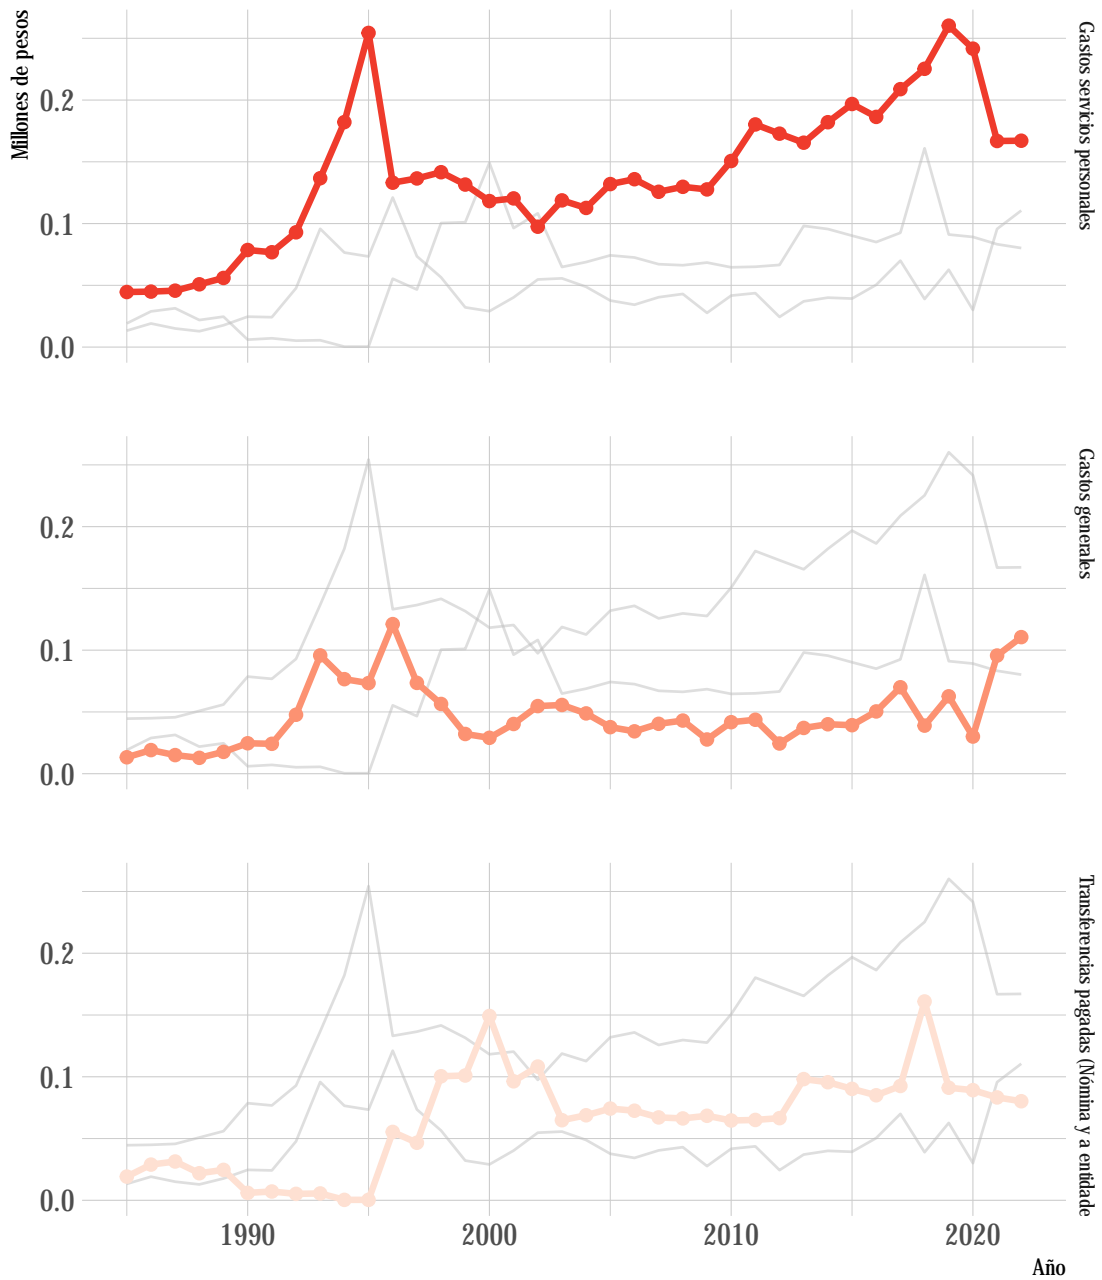 Millones de pesos
0.2
0.1
0.0
Gastos servicios personales
0.2
0.1
0.0
Gastos generales
0.2
0.1
0.0
Transferencias pagadas (Nómina y a entidade
1990
2000
2010
2020
Año